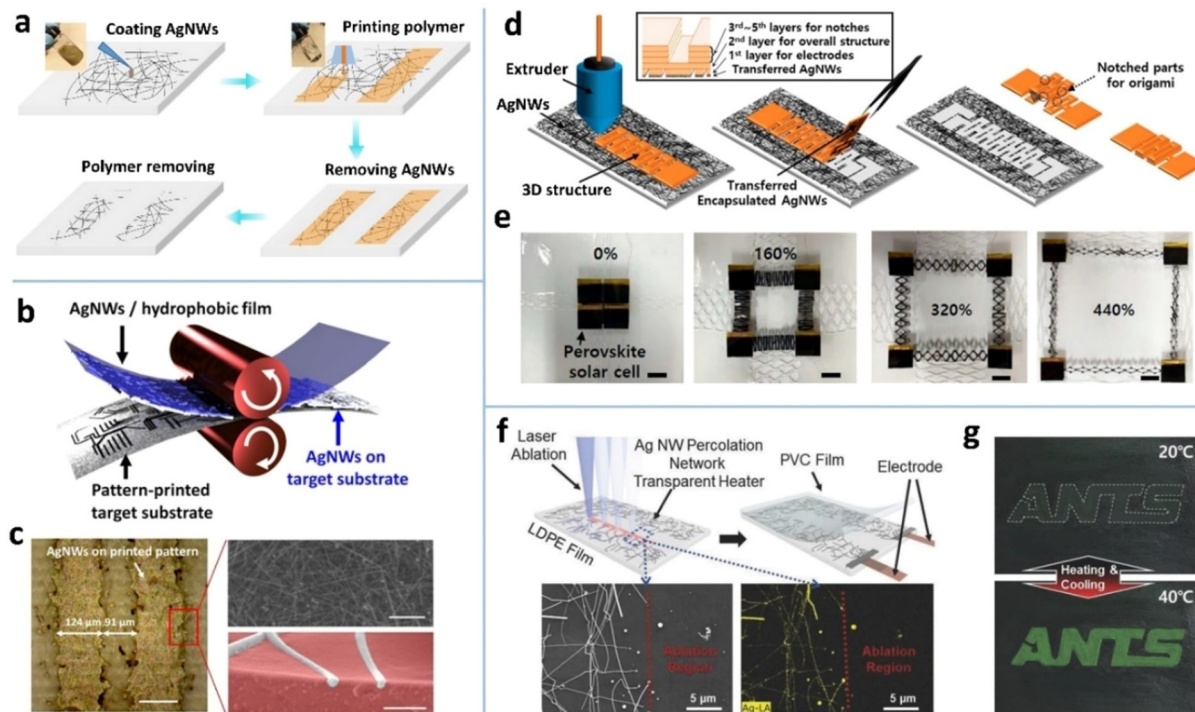 a
Coating AgNWs
Printing polymer
Polymer removing
Removing AgNWs
b
AgNWs / hydrophobic film
Pattern-printed
target substrate
AgNWs on
target substrate
c
AgNWs on printed pattern
124 μm 91 μm
d
Extruder
AgNWs
3D structure
3rd~5th layers for notches
2nd layer for overall structure
1st layer for electrodes
Transferred AgNWs
Transferred
Encapsulated AgNWs
Notched parts
for origami
e
0%
Perovskite
solar cell
160%
320%
440%
f
Laser
Ablation
Ag NW Percolation
Network
Transparent Heater
LDPE Film
PVC Film
Electrode
Ablation
Region
5 μm
Ag-LA
Ablation
Region
5 μm
g
20℃
ANTS
Heating &
Cooling
40℃
ANTS